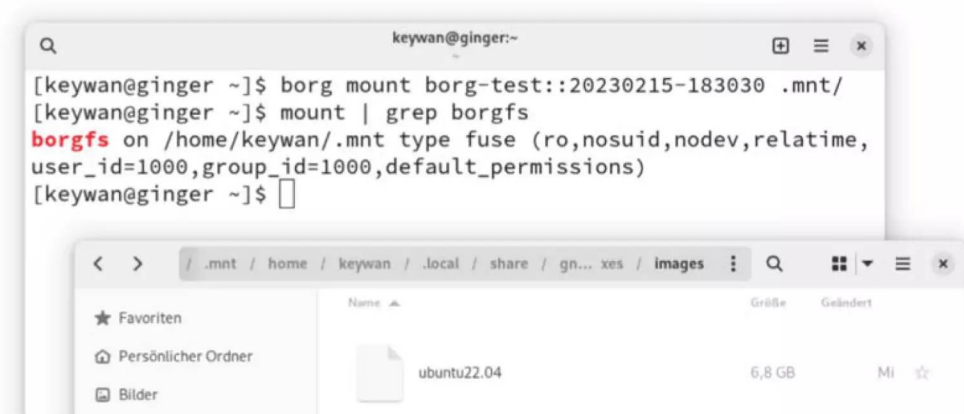 keywan@ginger:~
~
[keywan@ginger ~]$ borg mount borg-test::20230215-183030 .mnt/
[keywan@ginger ~]$ mount | grep borgfs
borgfs on /home/keywan/.mnt type fuse (ro,nosuid,nodev,relatime,
user_id=1000,group_id=1000,default_permissions)
[keywan@ginger ~]$
/ .mnt / home / keywan / .local / share / gn... xes / images
Name Größe Geändert
Favoriten
Persönlicher Ordner
ubuntu22.04 6,8 GB Mi
Bilder